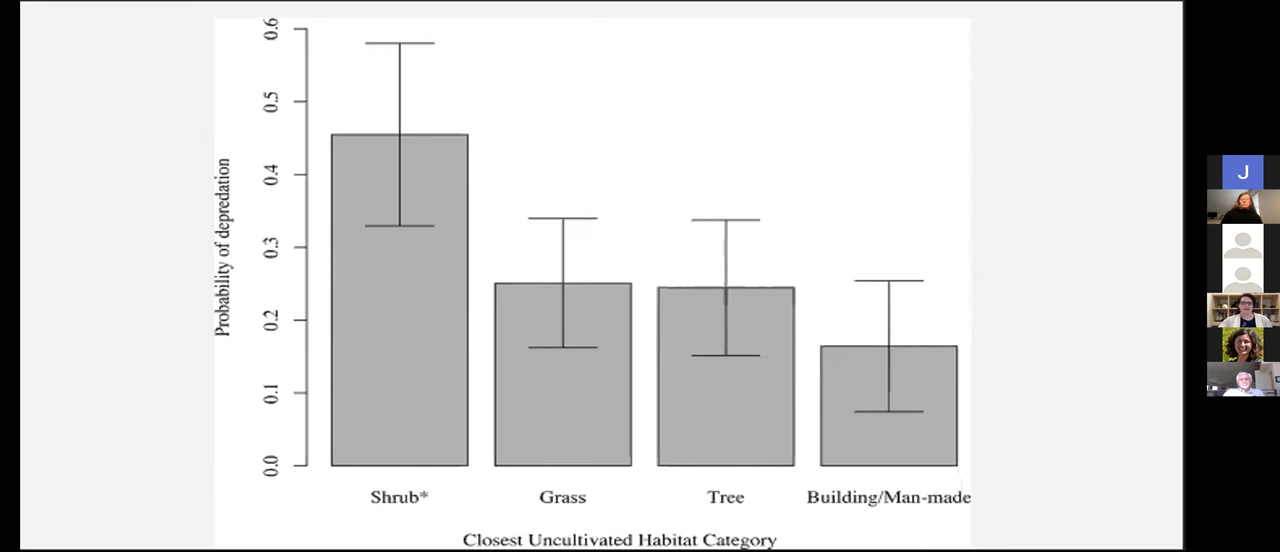 0.6
0.5
0.4
0.3
0.2
0.1
0.0
Probability of depredation
Shrub* Grass Tree Building/Man-made
Closest Uncultivated Habitat Category
J